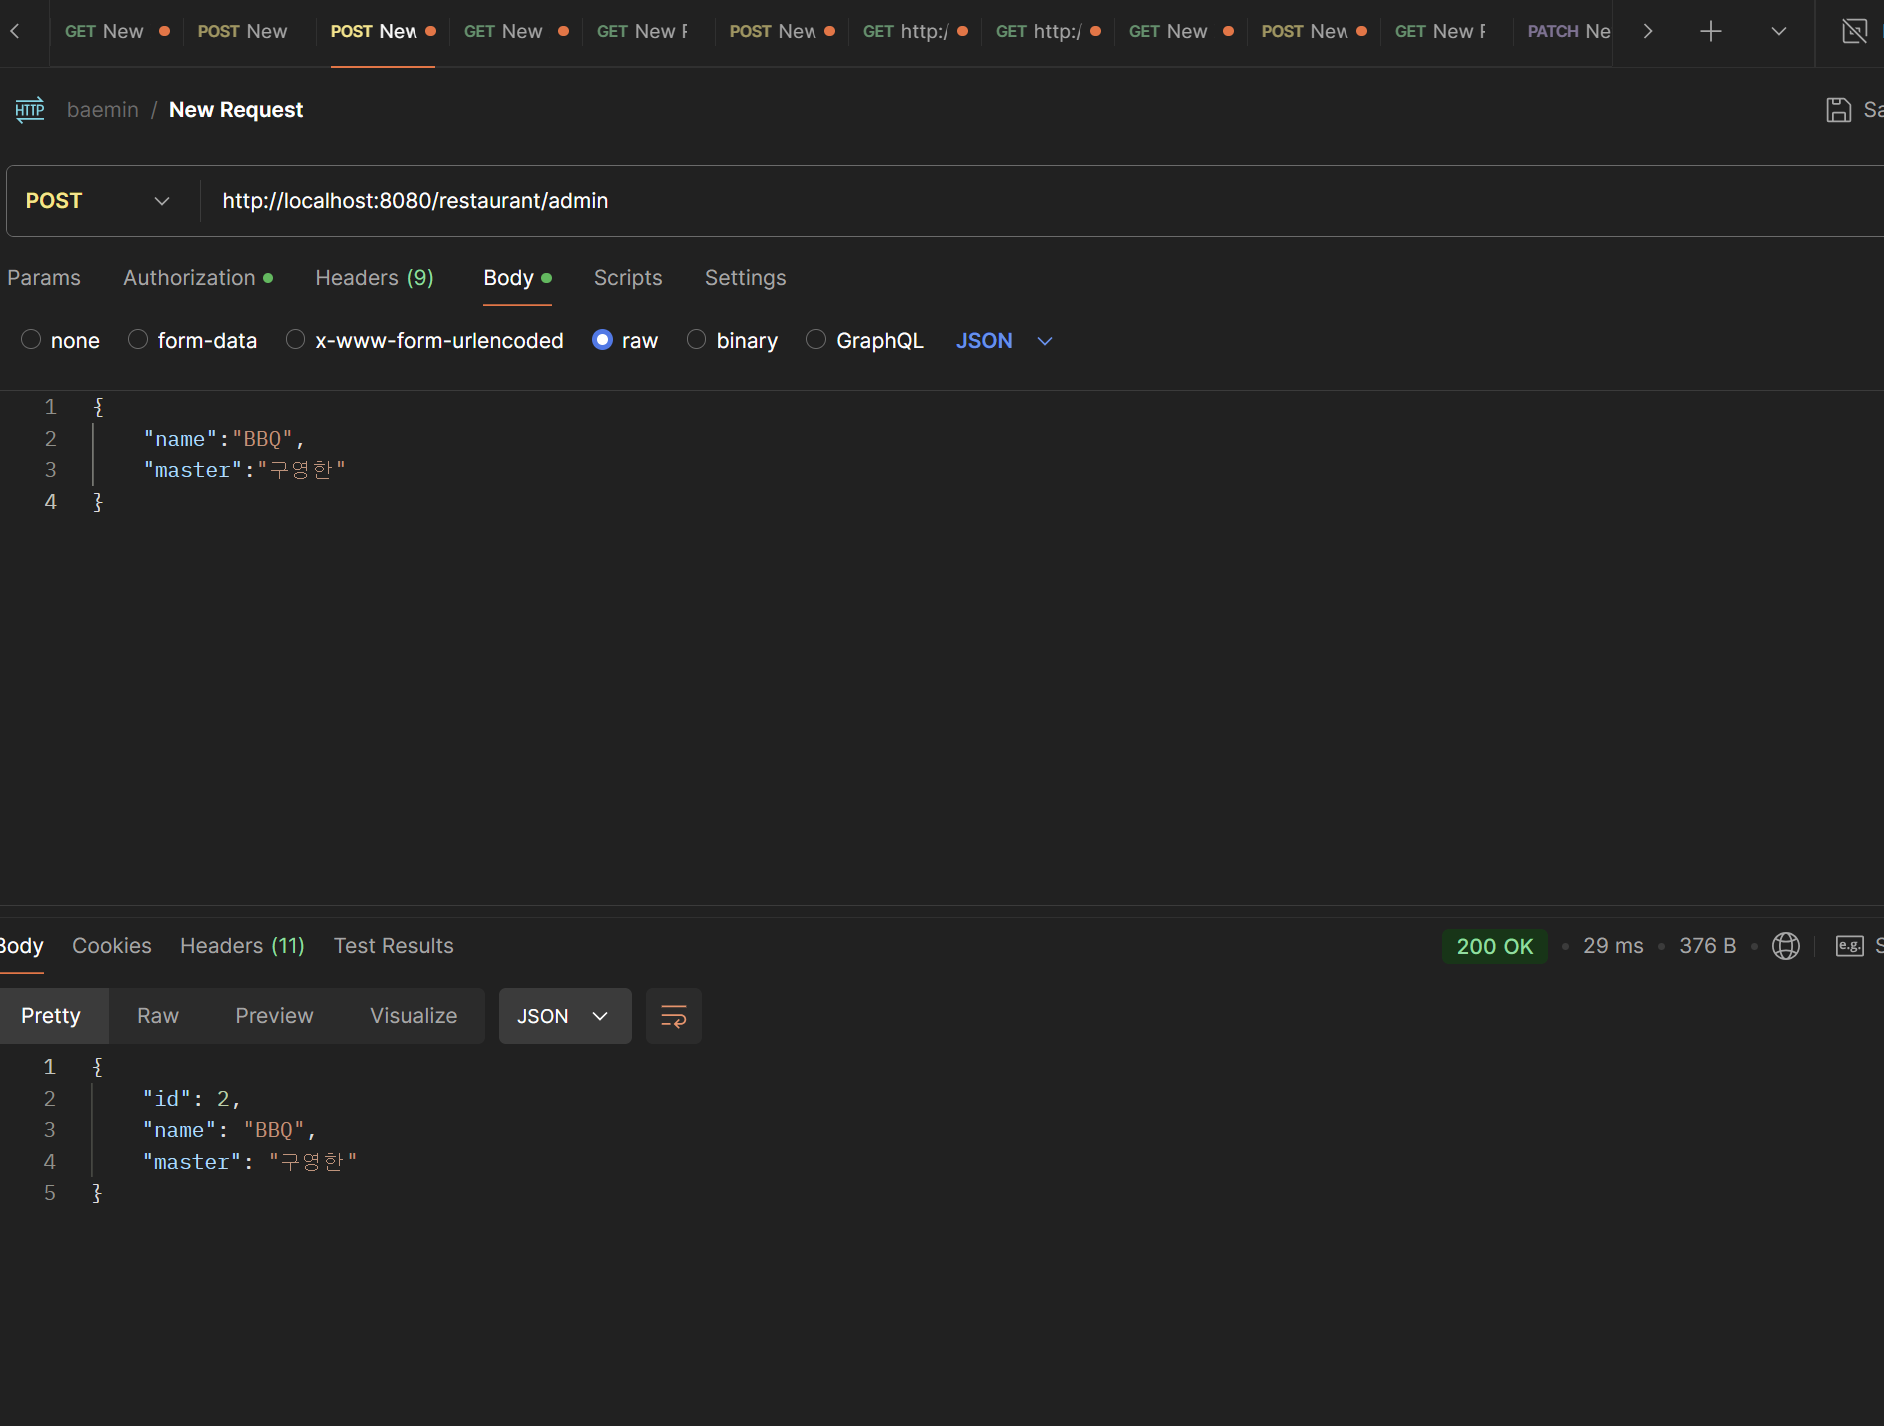 GET New POST New POST New GET New GET New R POST New GET http:/ GET http:/ GET New POST New GET New R PATCH Ne
HTTP baemin / New Request Sa
POST http://localhost:8080/restaurant/admin
Params Authorization Headers (9) Body Scripts Settings
none form-data x-www-form-urlencoded raw binary GraphQL JSON
1 {
2 "name":"BBQ",
3 "master":"구영한"
4 }
Body Cookies Headers (11) Test Results 200 OK • 29 ms • 376 B • e.g. S
Pretty Raw Preview Visualize JSON
1 {
2 "id": 2,
3 "name": "BBQ",
4 "master": "구영한"
5 }